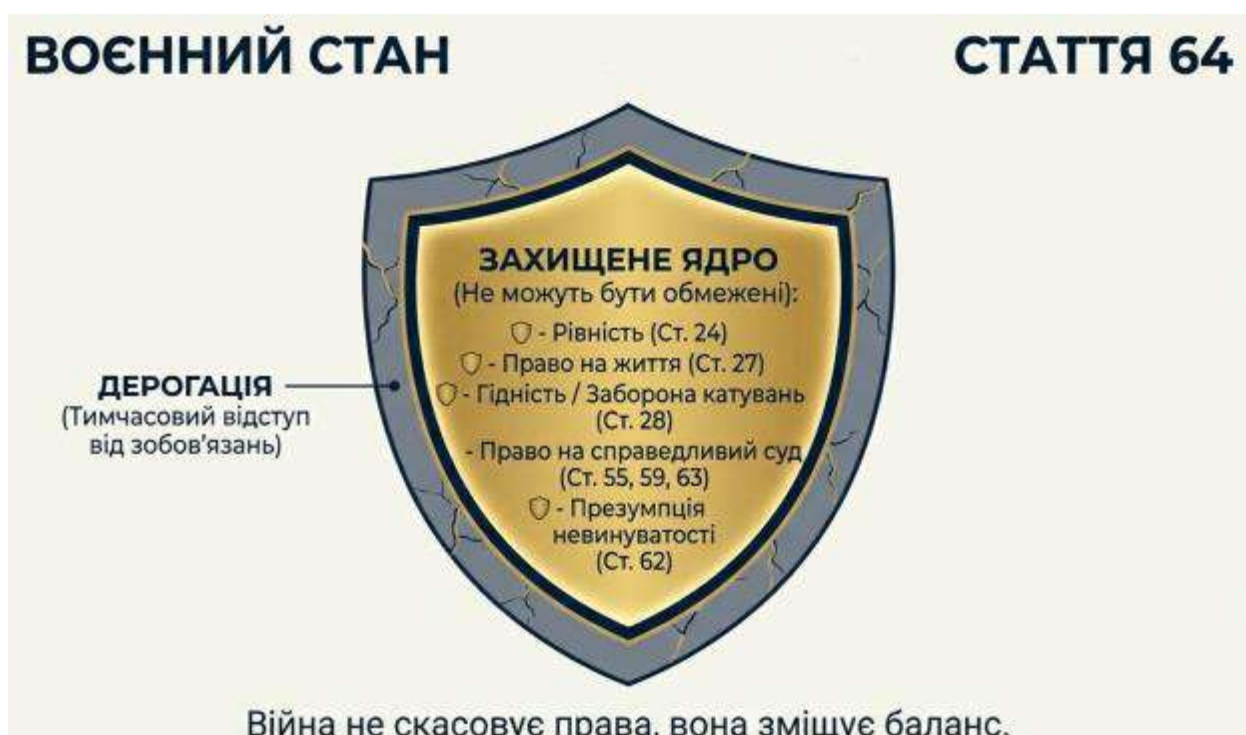 ВОЄННИЙ СТАН
СТАТТЯ 64
ЗАХИЩЕНЕ ЯДРО
(Не можуть бути обмежені):
- Рівність (Ст. 24)
- Право на життя (Ст. 27)
- Гідність / Заборона катувань
(Ст. 28)
- Право на справедливий суд
(Ст. 55, 59, 63)
- Презумпція
невинуватості
(Ст. 62)
ДЕРОГАЦІЯ
(Тимчасовий відступ
від зобов'язань)
Війна не скасовує права, вона зміщує баланс.